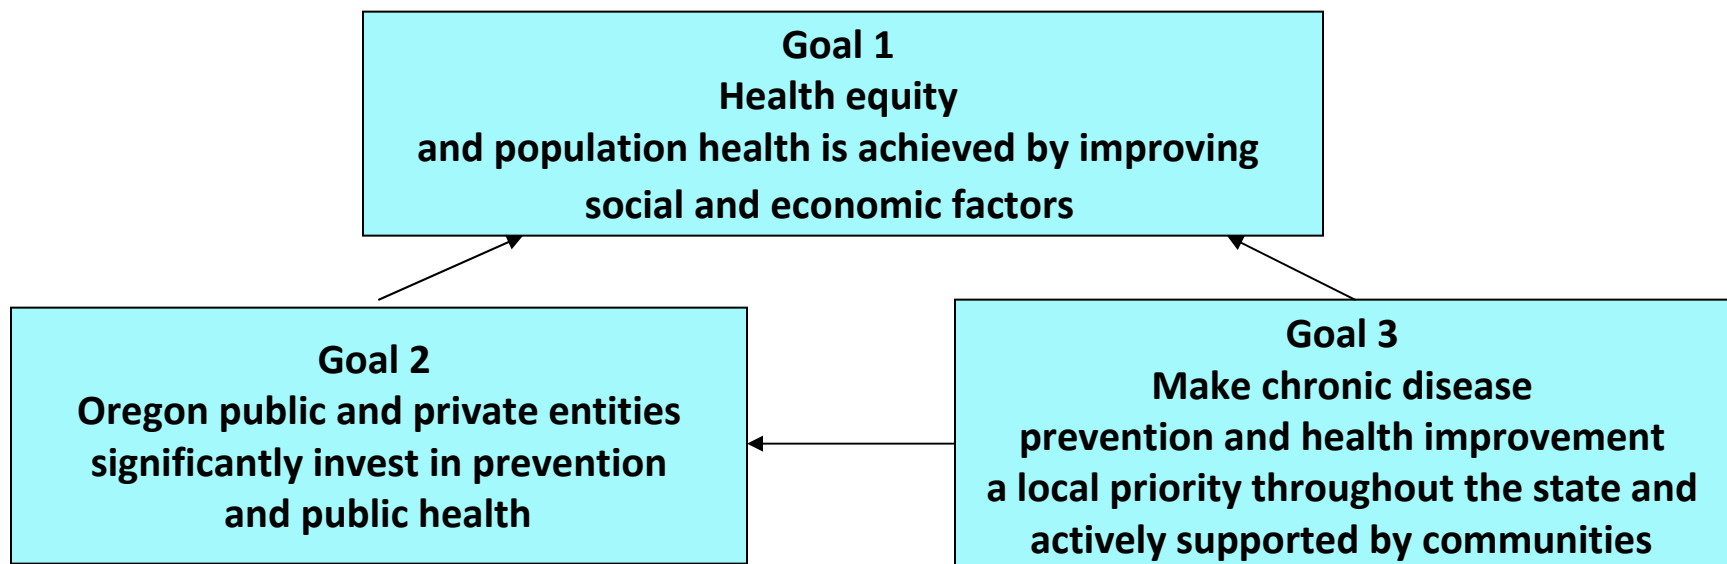 Goal 1
Health equity
and population health is achieved by improving
social and economic factors
Goal 2
Oregon public and private entities
significantly invest in prevention
and public health
Goal 3
Make chronic disease
prevention and health improvement
a local priority throughout the state and
actively supported by communities